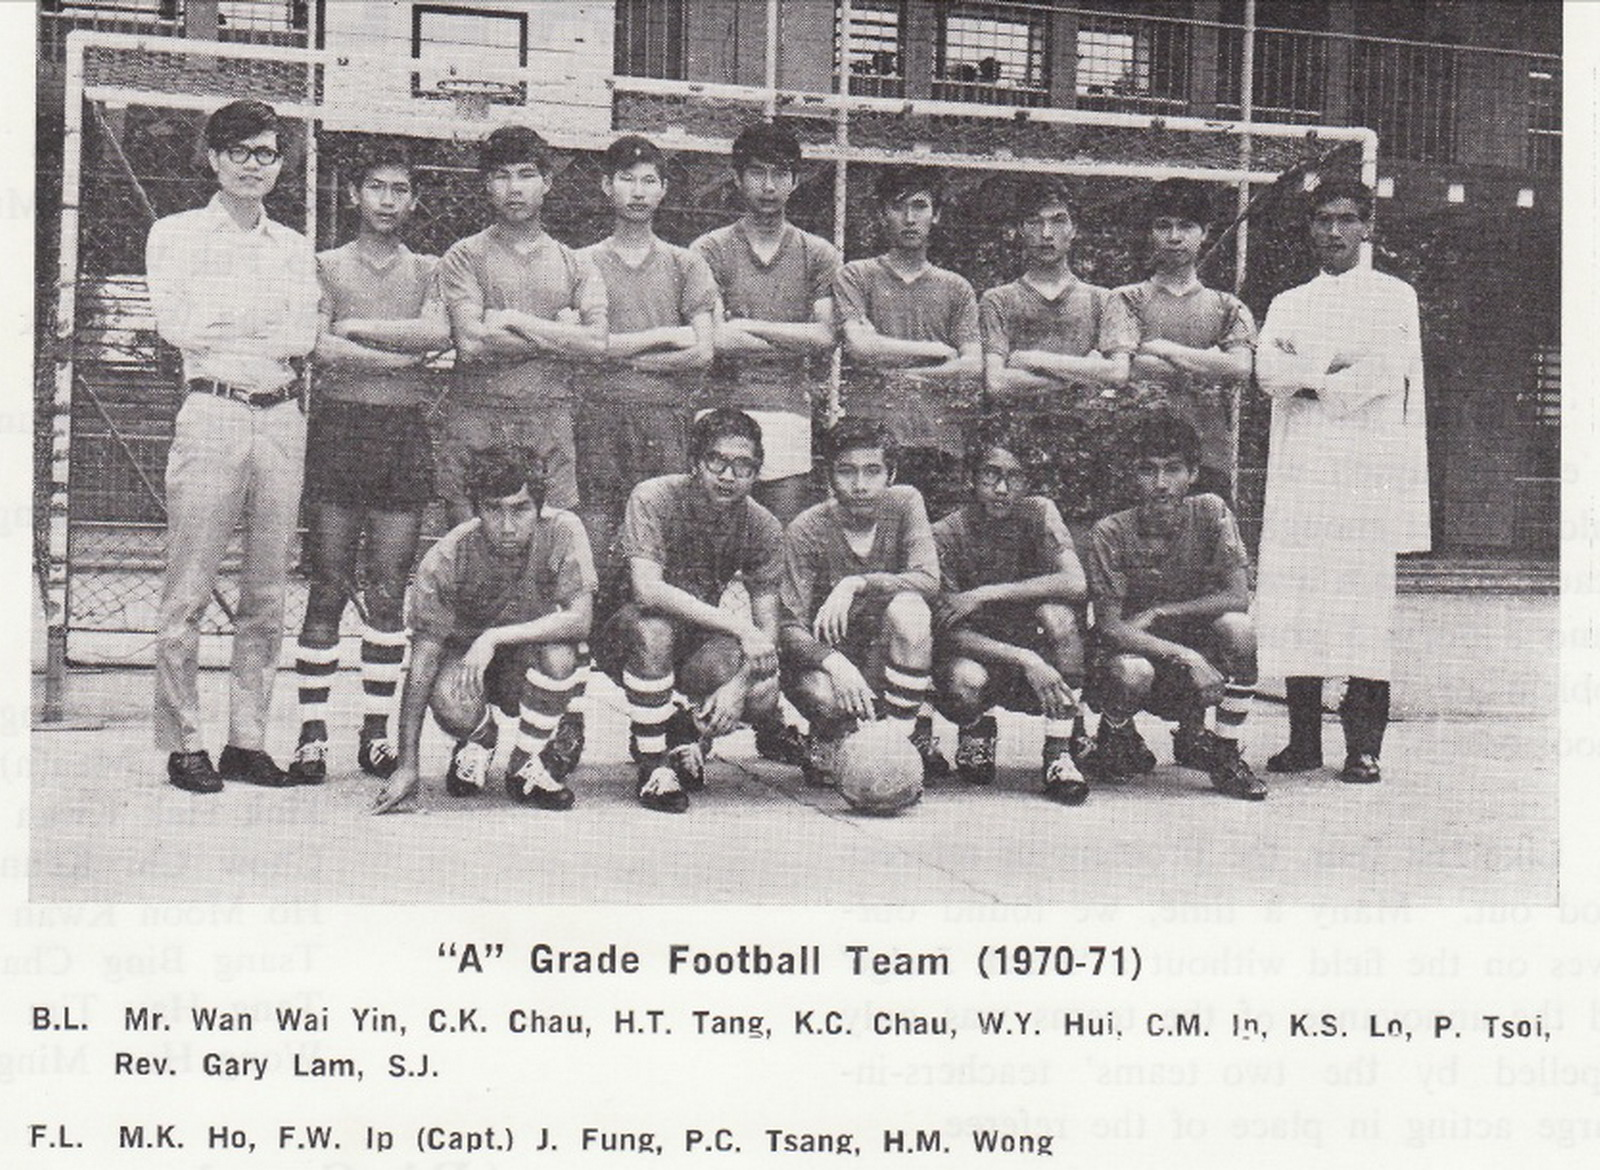 “A” Grade Football Team (1970-71)
B.L. Mr. Wan Wai Yin, C.K. Chau, H.T. Tang, K.C. Chau, W.Y. Hui, C.M. Ip, K.S. Lo, P. Tsoi,
Rev. Gary Lam, S.J.
F.L. M.K. Ho, F.W. Ip (Capt.) J. Fung, P.C. Tsang, H.M. Wong